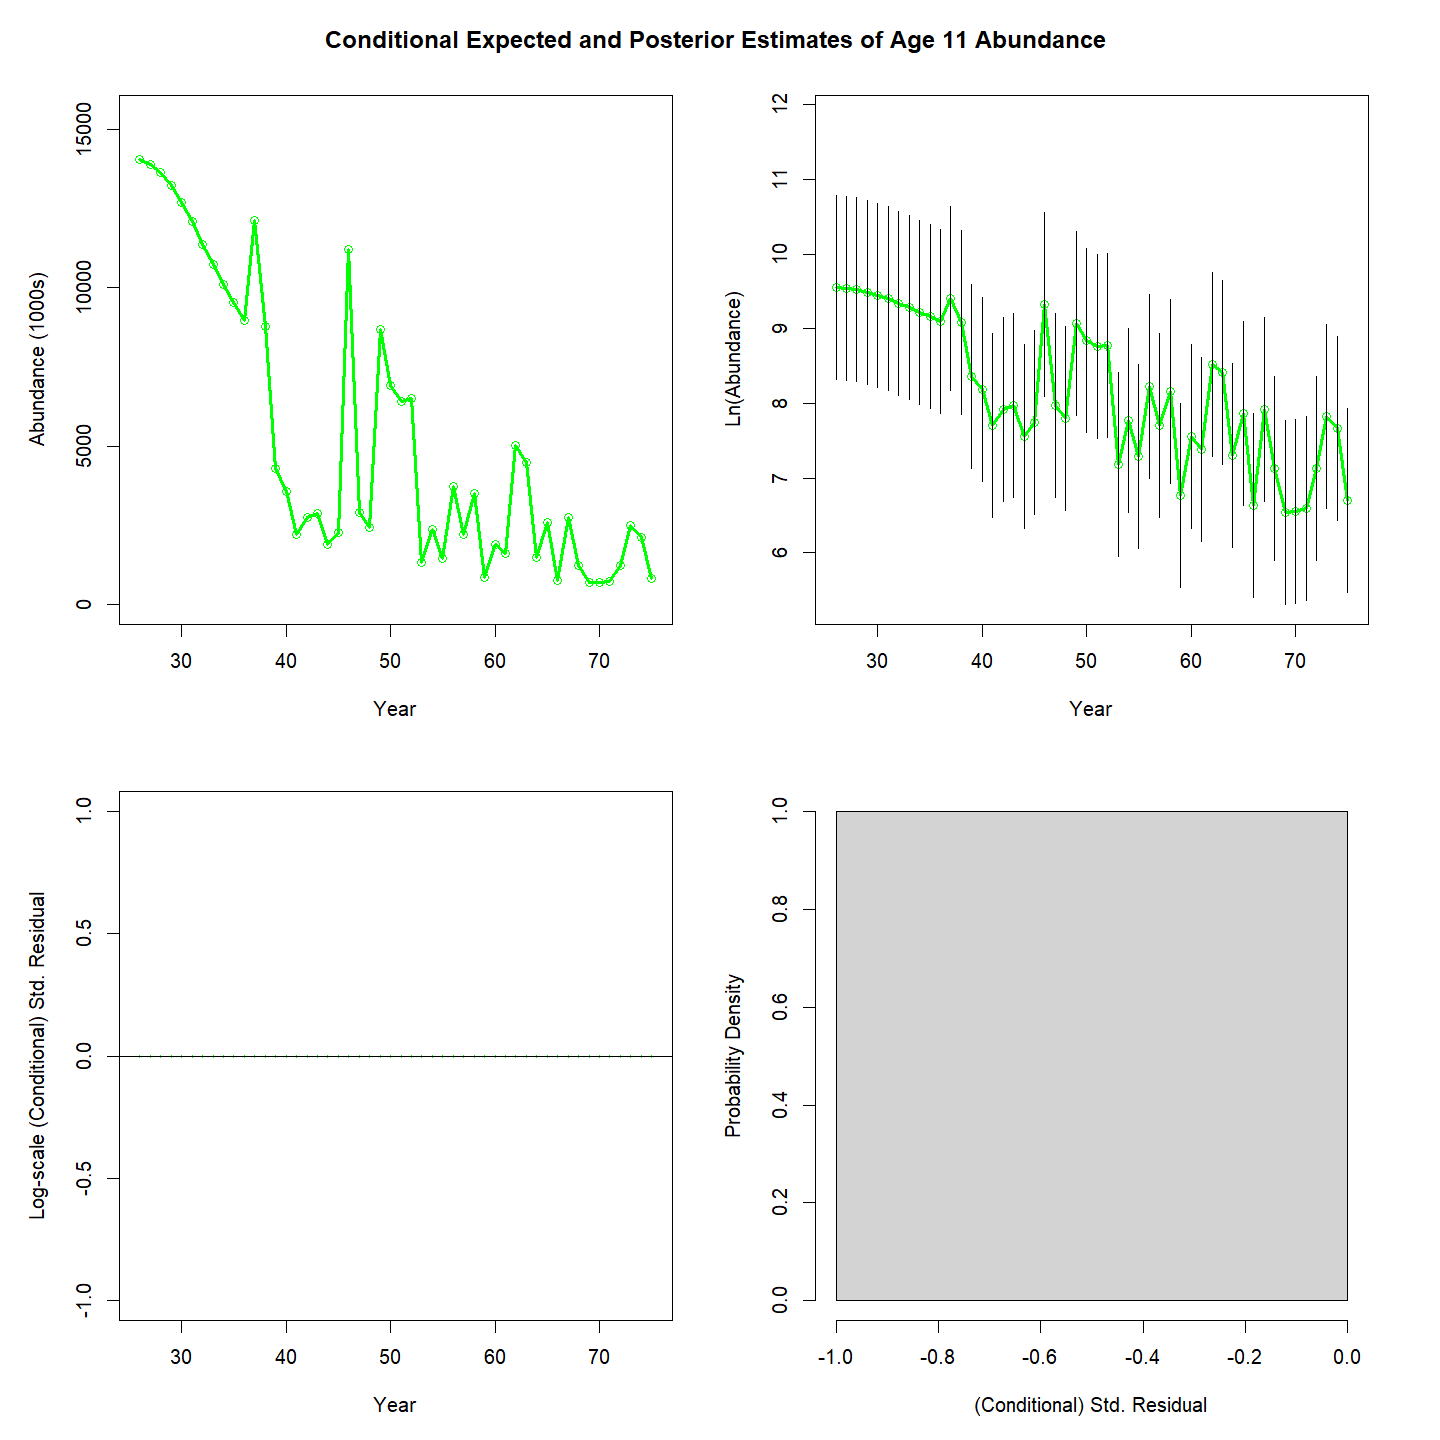 Conditional Expected and Posterior Estimates of Age 11 Abundance
Abundance (1000s)
15000
10000
5000
0
30 40 50 60 70
Year
Ln(Abundance)
12
11
10
9
8
7
6
30 40 50 60 70
Year
Log-scale (Conditional) Std. Residual
1.0
0.5
0.0
-0.5
-1.0
30 40 50 60 70
Year
Probability Density
1.0
0.8
0.6
0.4
0.2
0.0
-1.0 -0.8 -0.6 -0.4 -0.2 0.0
(Conditional) Std. Residual